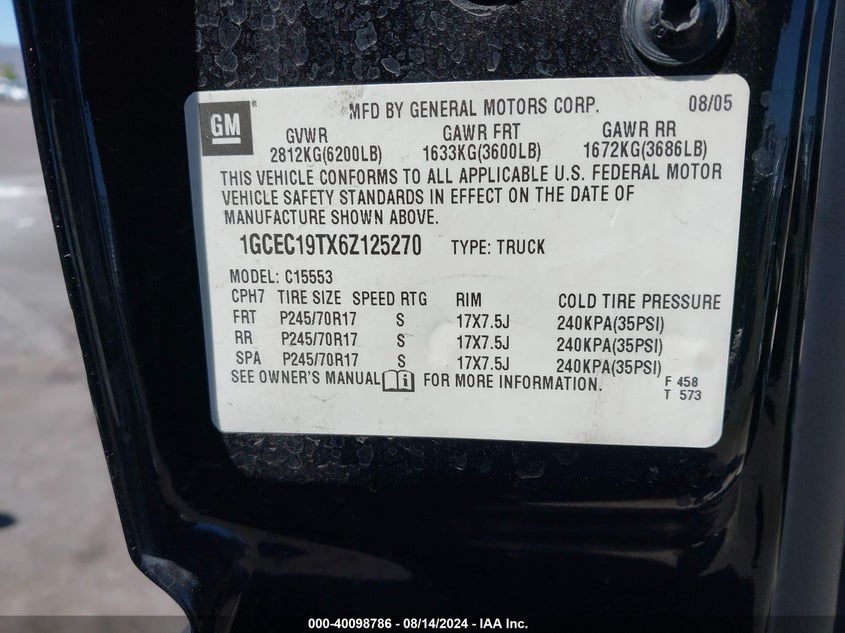 GM ®
MFD BY GENERAL MOTORS CORP. 08/05
GVWR GAWR FRT GAWR RR
2812KG(6200LB) 1633KG(3600LB) 1672KG(3686LB)
THIS VEHICLE CONFORMS TO ALL APPLICABLE U.S. FEDERAL MOTOR
VEHICLE SAFETY STANDARDS IN EFFECT ON THE DATE OF
MANUFACTURE SHOWN ABOVE.
1GCEC19TX6Z125270 TYPE: TRUCK
MODEL: C15553
CPH7 TIRE SIZE SPEED RTG RIM COLD TIRE PRESSURE
FRT P245/70R17 S 17X7.5J 240KPA(35PSI)
RR P245/70R17 S 17X7.5J 240KPA(35PSI)
SPA P245/70R17 S 17X7.5J 240KPA(35PSI)
SEE OWNER'S MANUAL i FOR MORE INFORMATION.
F 458
T 573
000-40098786 - 08/14/2024 - IAA Inc.